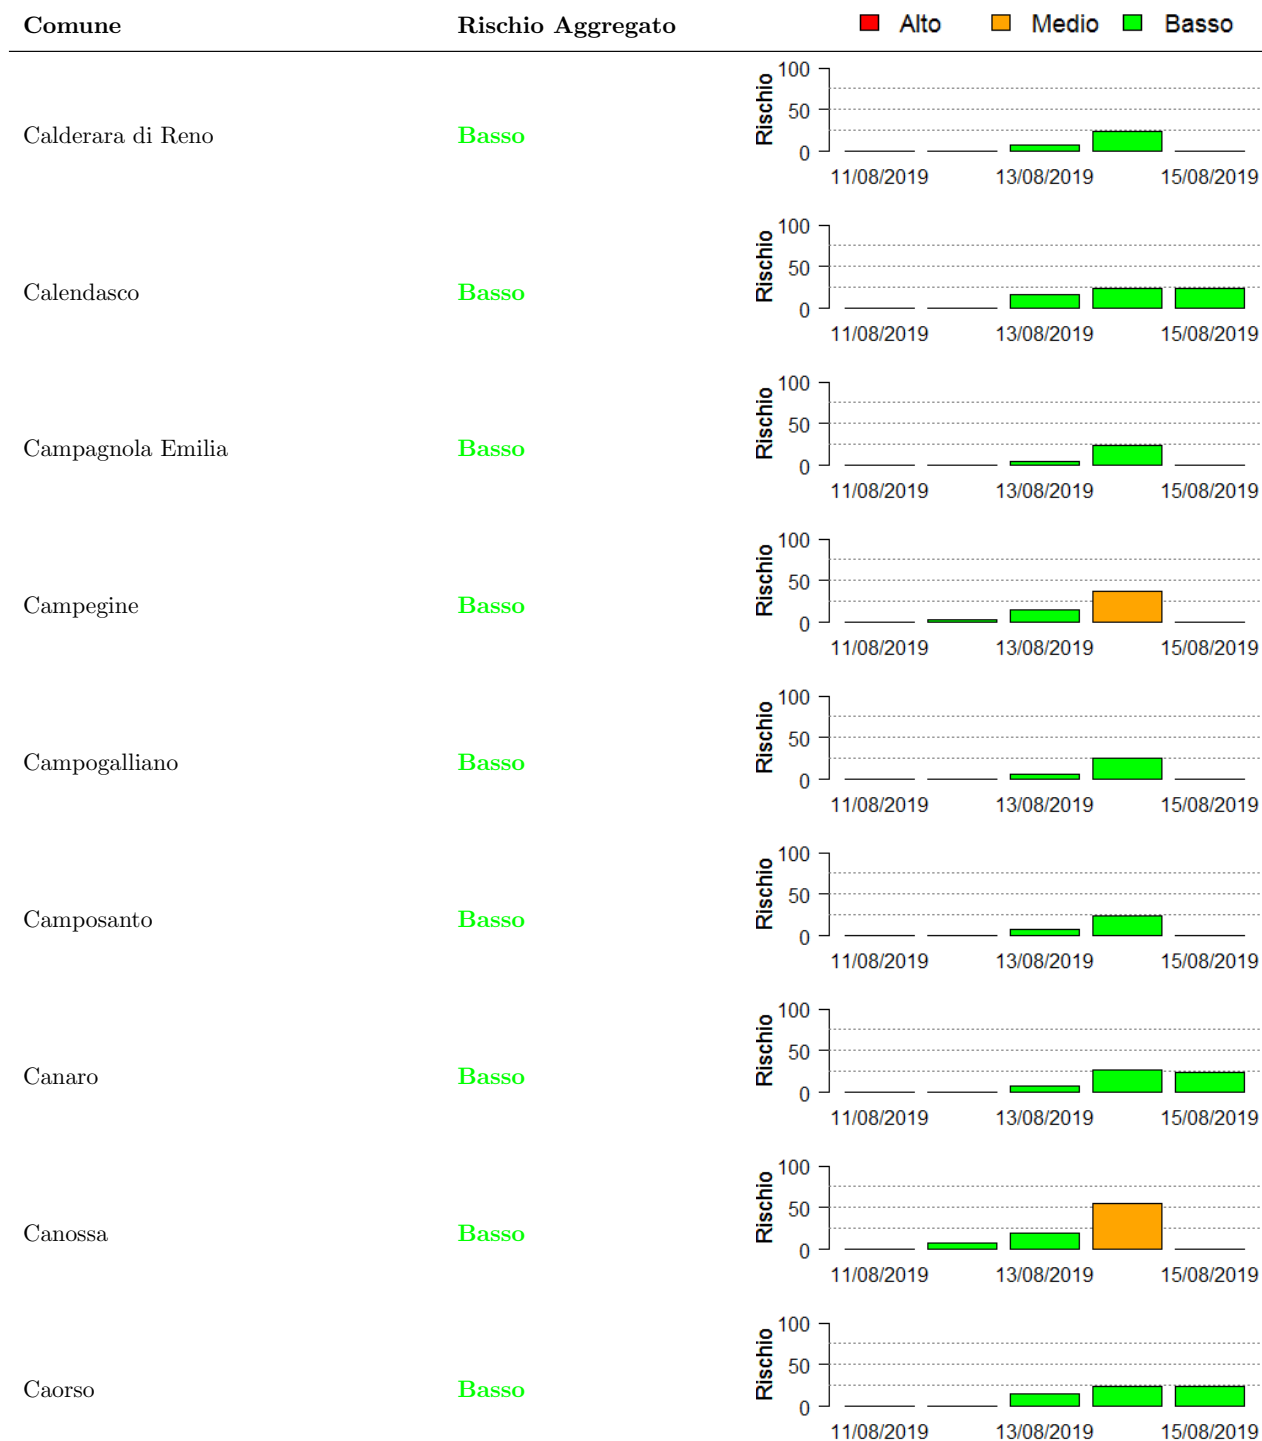 Comune Rischio Aggregato Alto Medio Basso
100
50
0
Rischio
Calderara di Reno Basso
11/08/2019 13/08/2019 15/08/2019
100
50
0
Rischio
Calendasco Basso
11/08/2019 13/08/2019 15/08/2019
100
50
0
Rischio
Campagnola Emilia Basso
11/08/2019 13/08/2019 15/08/2019
100
50
0
Rischio
Campegine Basso
11/08/2019 13/08/2019 15/08/2019
100
50
0
Rischio
Campogalliano Basso
11/08/2019 13/08/2019 15/08/2019
100
50
0
Rischio
Camposanto Basso
11/08/2019 13/08/2019 15/08/2019
100
50
0
Rischio
Canaro Basso
11/08/2019 13/08/2019 15/08/2019
100
50
0
Rischio
Canossa Basso
11/08/2019 13/08/2019 15/08/2019
100
50
0
Rischio
Caorso Basso
11/08/2019 13/08/2019 15/08/2019